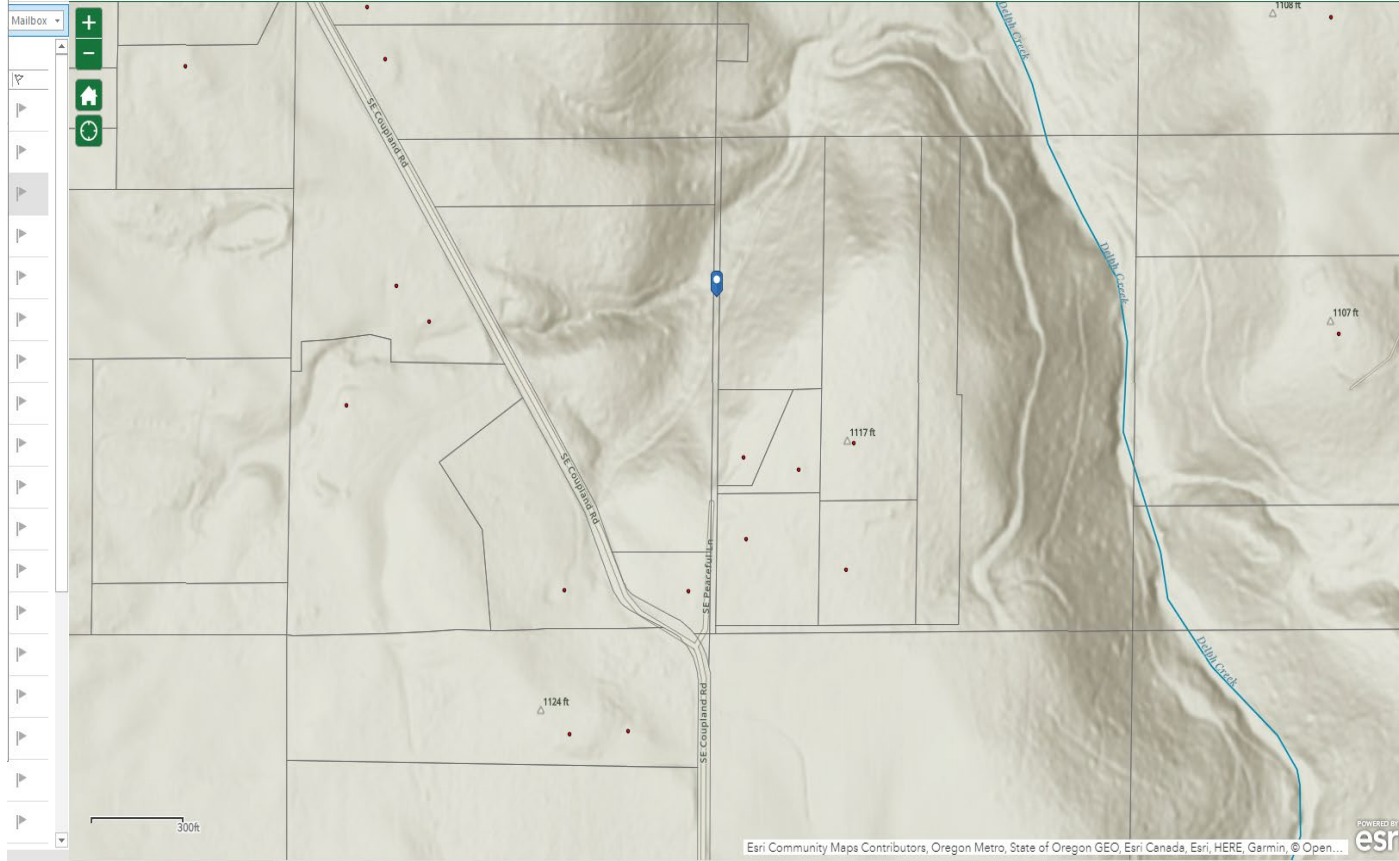 Mailbox
1108 ft
Delph Creek
SE Coupland Rd
Delph Creek
1107 ft
1117 ft
SE Coupland Rd
SE Peaceful Ln
Delph Creek
1124 ft
SE Coupland Rd
300ft
POWERED BY
esri
Esri Community Maps Contributors, Oregon Metro, State of Oregon GEO, Esri Canada, Esri, HERE, Garmin, © Open...